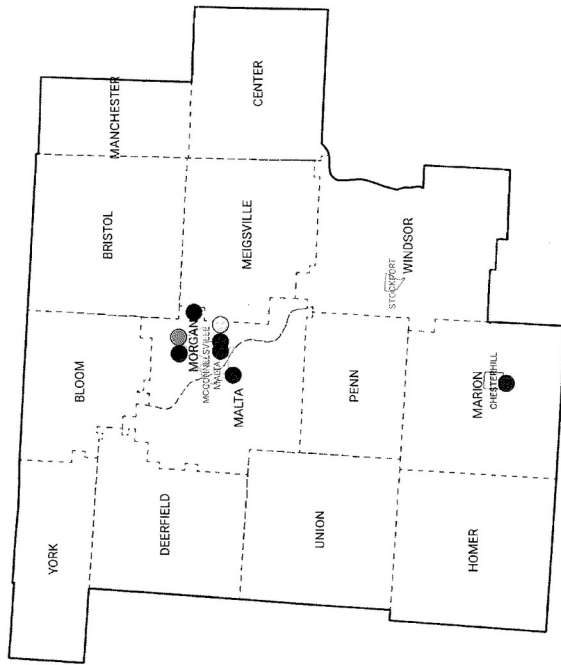 YORK
BLOOM
BRISTOL
MANCHESTER
CENTER
DEERFIELD
MORGAN
MCCONNELSVILLE
MALTA
MALTA
MEIGSVILLE
UNION
PENN
STOCKPORT
WINDSOR
HOMER
MARION
CHESTERHILL